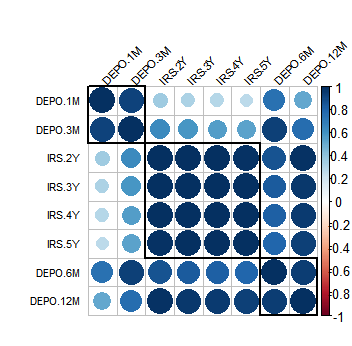 DEPO.1M
DEPO.3M
IRS.2Y
IRS.3Y
IRS.4Y
IRS.5Y
DEPO.6M
DEPO.12M
DEPO.1M
DEPO.3M
IRS.2Y
IRS.3Y
IRS.4Y
IRS.5Y
DEPO.6M
DEPO.12M
1
0.8
0.6
0.4
0.2
0
-0.2
-0.4
-0.6
-0.8
-1